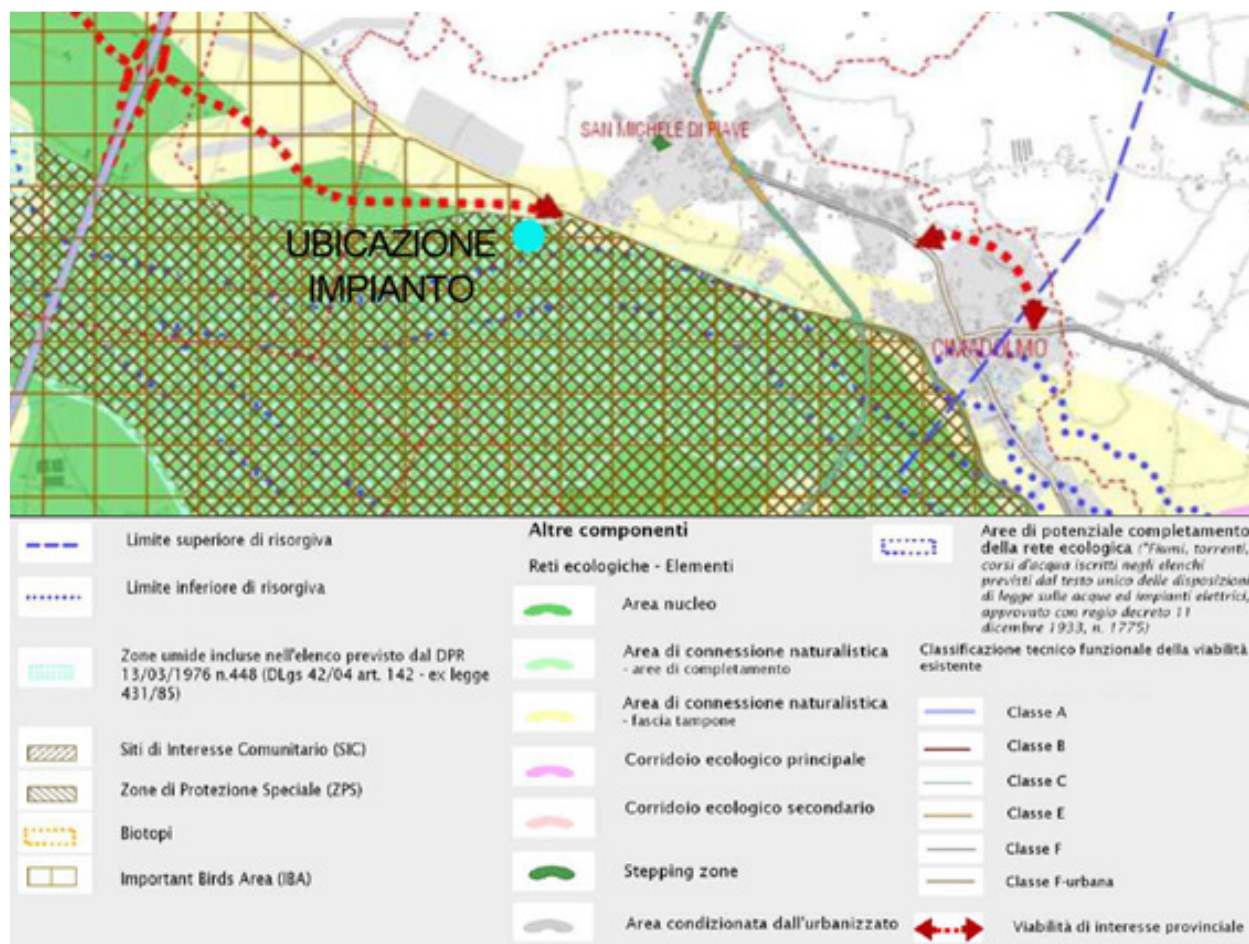 SAN MICHELE DI PIAVE
UBICAZIONE
IMPIANTO
CIMADOLMO
Limite superiore di risorgiva
Limite inferiore di risorgiva
Zone umide incluse nell'elenco previsto dal DPR
13/03/1976 n.448 (DLgs 42/04 art. 142 - ex legge
431/85)
Siti di Interesse Comunitario (SIC)
Zone di Protezione Speciale (ZPS)
Biotopi
Important Birds Area (IBA)
Altre componenti
Reti ecologiche - Elementi
Area nucleo
Area di connessione naturalistica
- aree di completamento
Area di connessione naturalistica
- fascia tampone
Corridoio ecologico principale
Corridoio ecologico secondario
Stepping zone
Area condizionata dall'urbanizzato
Aree di potenziale completamento
della rete ecologica ("Fiumi, torrenti,
corsi d'acqua iscritti negli elenchi
previsti dal testo unico delle disposizioni
di legge sulle acque ed impianti elettrici,
approvato con regio decreto 11
dicembre 1933, n. 1775)
Classificazione tecnico funzionale della viabilità
esistente
Classe A
Classe B
Classe C
Classe E
Classe F
Classe F-urbana
Viabilità di interesse provinciale